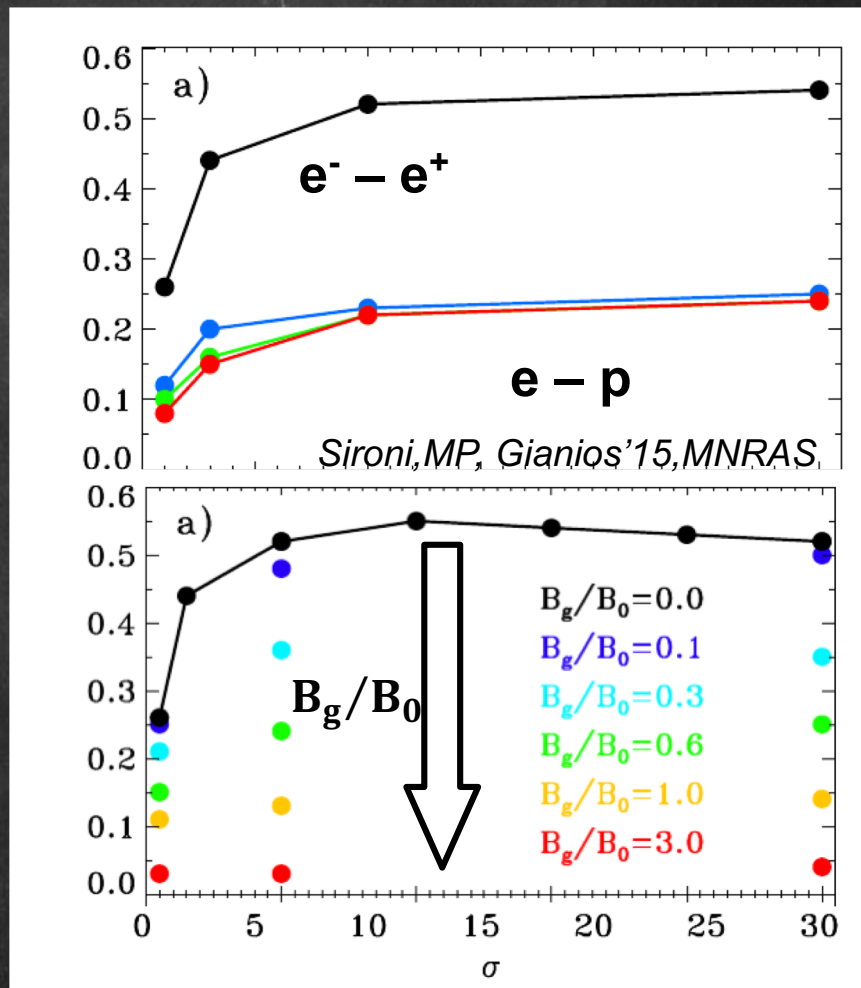 0.6
a)
0.5
e⁻ – e⁺
0.4
0.3
0.2
e – p
0.1
0.0
Sironi,MP, Gianios'15,MNRAS
0.6
a)
0.5
B_g/B_0=0.0
0.4
B_g/B_0=0.1
0.3
B_g/B_0=0.3
B_g/B_0
0.2
B_g/B_0=0.6
B_g/B_0=1.0
0.1
B_g/B_0=3.0
0.0
0 5 10 15 20 25 30
σ